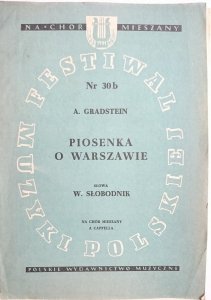 NA • CHÓR MIESZANY
FESTIWAL MUZYKI POLSKIEJ
Nr 30b
A. GRADSTEIN
PIOSENKA
O WARSZAWIE
SŁOWA
W. SŁOBODNIK
NA CHÓR MIESZANY
A CAPPELLA
POLSKIE WYDAWNICTWO MUZYCZNE